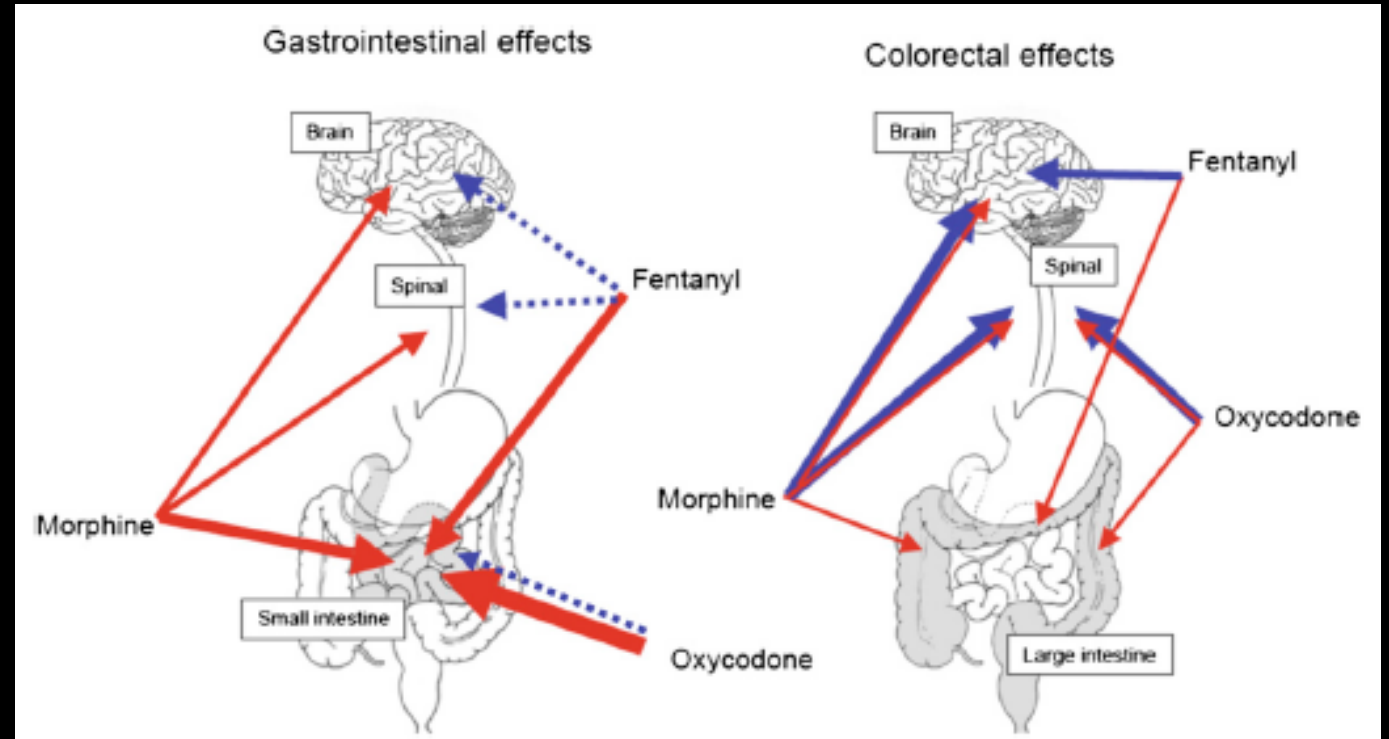 Gastrointestinal effects
Brain
Spinal
Fentanyl
Morphine
Small intestine
Oxycodone
Colorectal effects
Brain
Fentanyl
Spinal
Oxycodone
Morphine
Large intestine